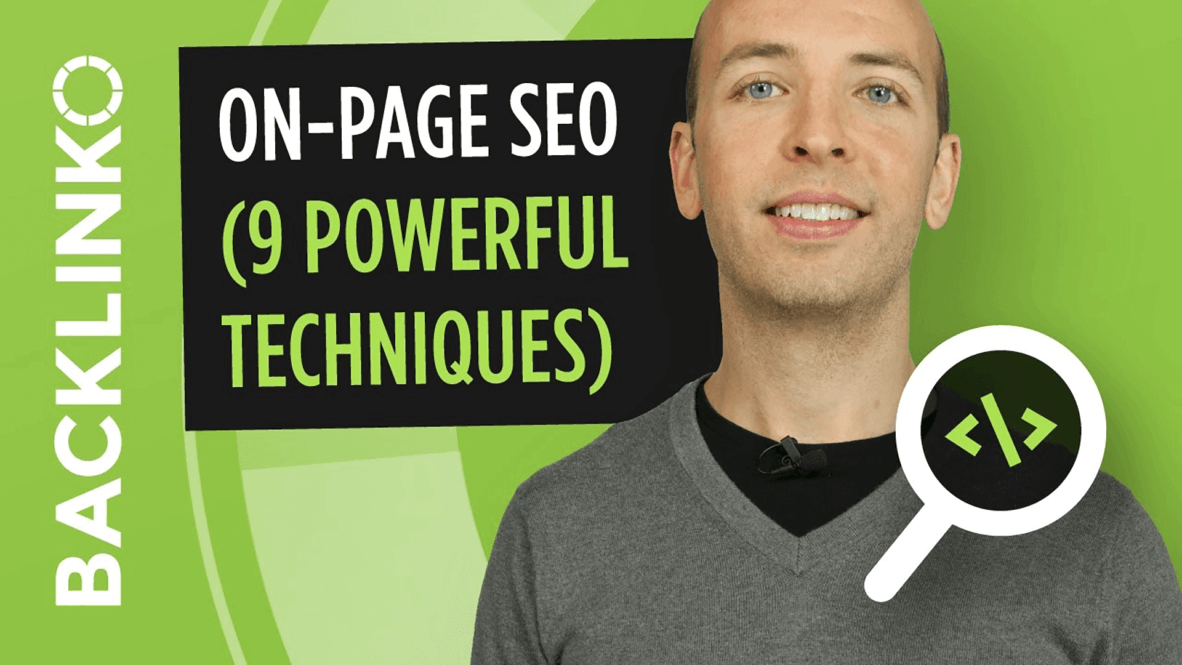 BACKLINKO
ON-PAGE SEO
(9 POWERFUL
TECHNIQUES)
<\>